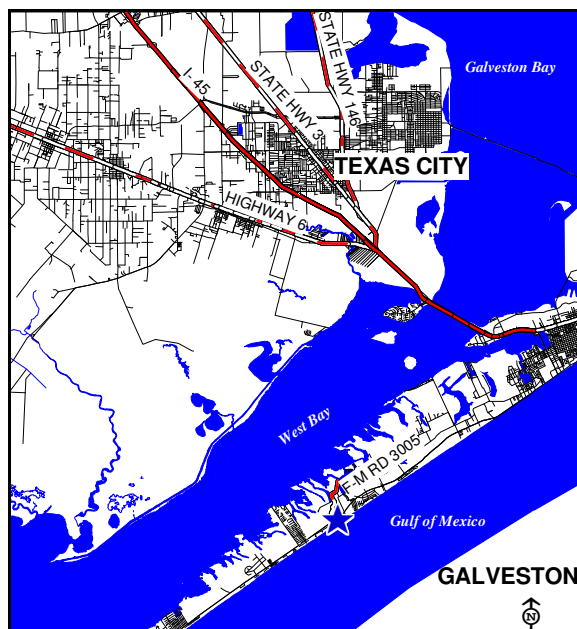 Galveston Bay
STATE HWY 146
STATE HWY 3
I- 45
TEXAS CITY
HIGHWAY 6
West Bay
F-M RD 3005
Gulf of Mexico
GALVESTON
N